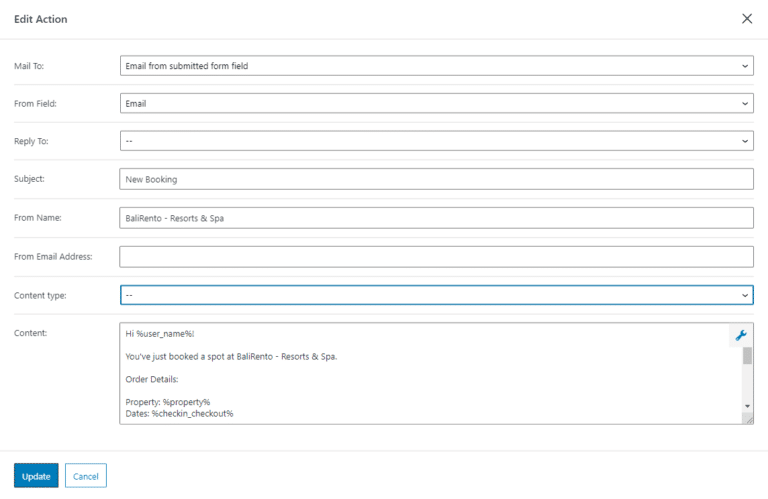 Edit Action
Mail To: Email from submitted form field
From Field: Email
Reply To: --
Subject: New Booking
From Name: BaliRento - Resorts & Spa
From Email Address:
Content type: --
Content: Hi %user_name%!
You've just booked a spot at BaliRento - Resorts & Spa.
Order Details:
Property: %property%
Dates: %checkin_checkout%
Update Cancel